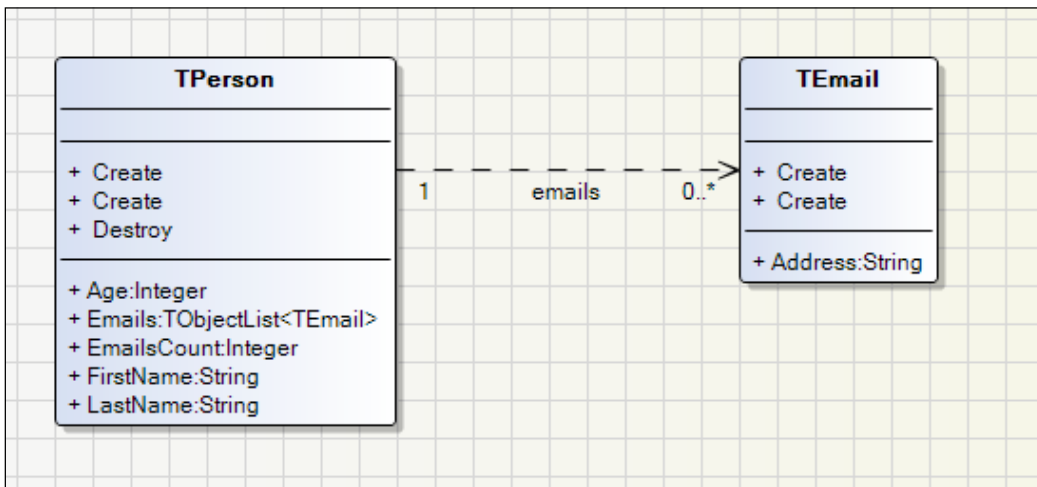 TPerson
+ Create
+ Create
+ Destroy
+ Age:Integer
+ Emails:TObjectList<TEmail>
+ EmailsCount:Integer
+ FirstName:String
+ LastName:String
1 emails 0..*
TEmail
+ Create
+ Create
+ Address:String